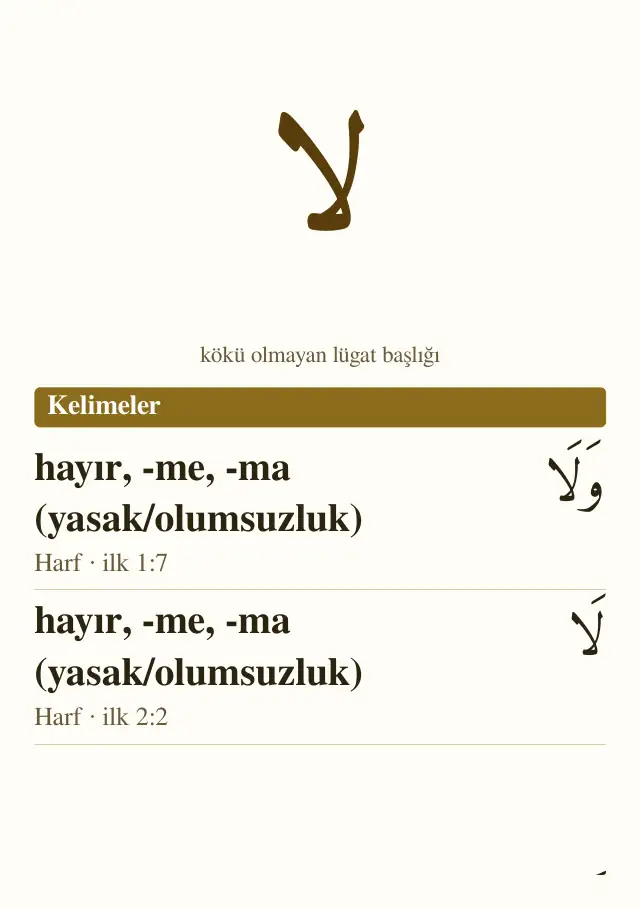 لا
kökü olmayan lügat başlığı
Kelimeler
hayır, -me, -ma
(yasak/olumsuzluk)
وَلَا
Harf · ilk 1:7
hayır, -me, -ma
(yasak/olumsuzluk)
لَا
Harf · ilk 2:2